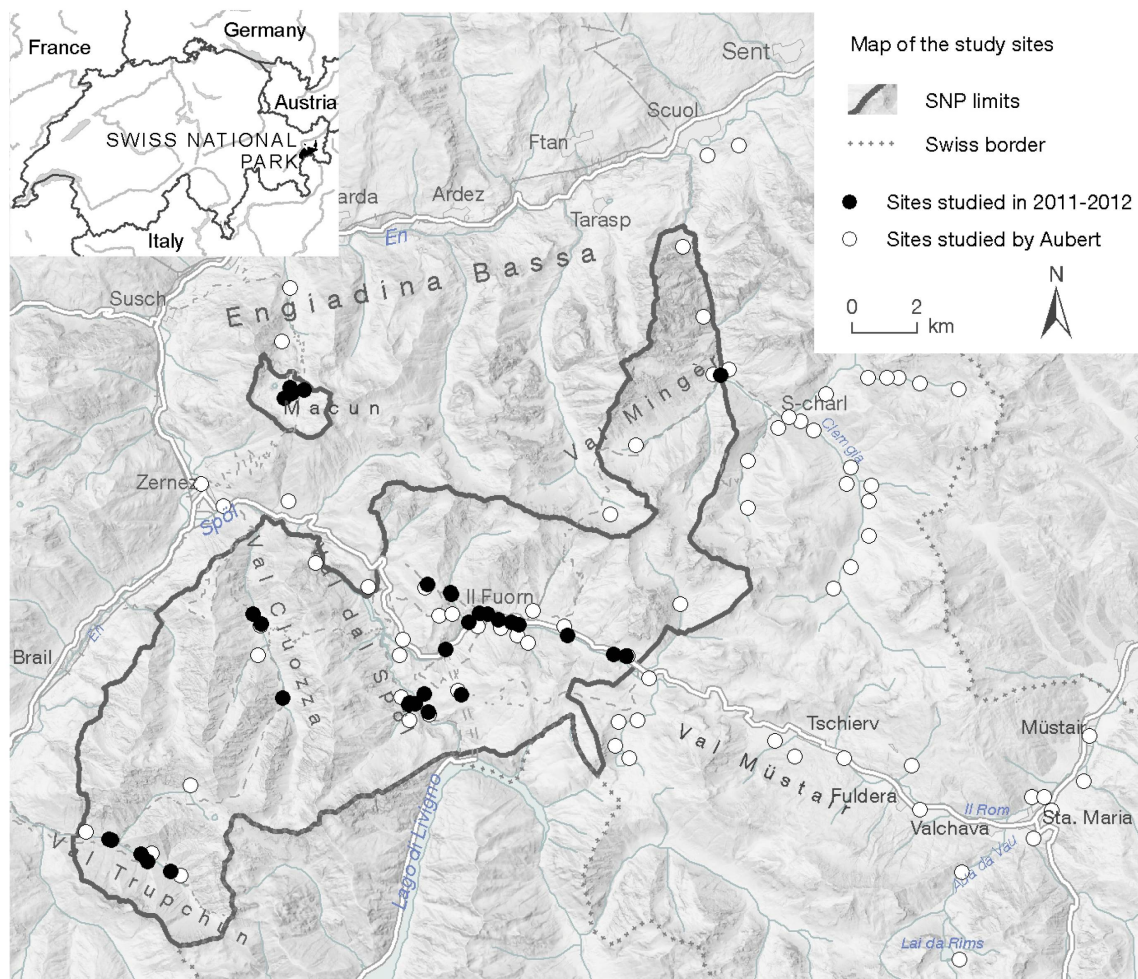 France
Germany
Austria
SWISS NATIONAL
PARK
Italy
Map of the study sites
SNP limits
Swiss border
Sites studied in 2011-2012
Sites studied by Aubert
N
0 2
km
Sent
Scuol
Ftan
Ardez
arda
Tarasp
En
Engiadina Bassa
Susch
Macun
Val Mingèr
S-charl
Clemgia
Zernez
Spöl
Il Fuorn
Val Cluozza
dal Spöl
En
Brail
Tschierv
Müstair
Val Müstair
Fuldera
Il Rom
Valchava
Sta. Maria
Lago di Livigno
Val Trupchun
Aua da Vau
Lai da Rims